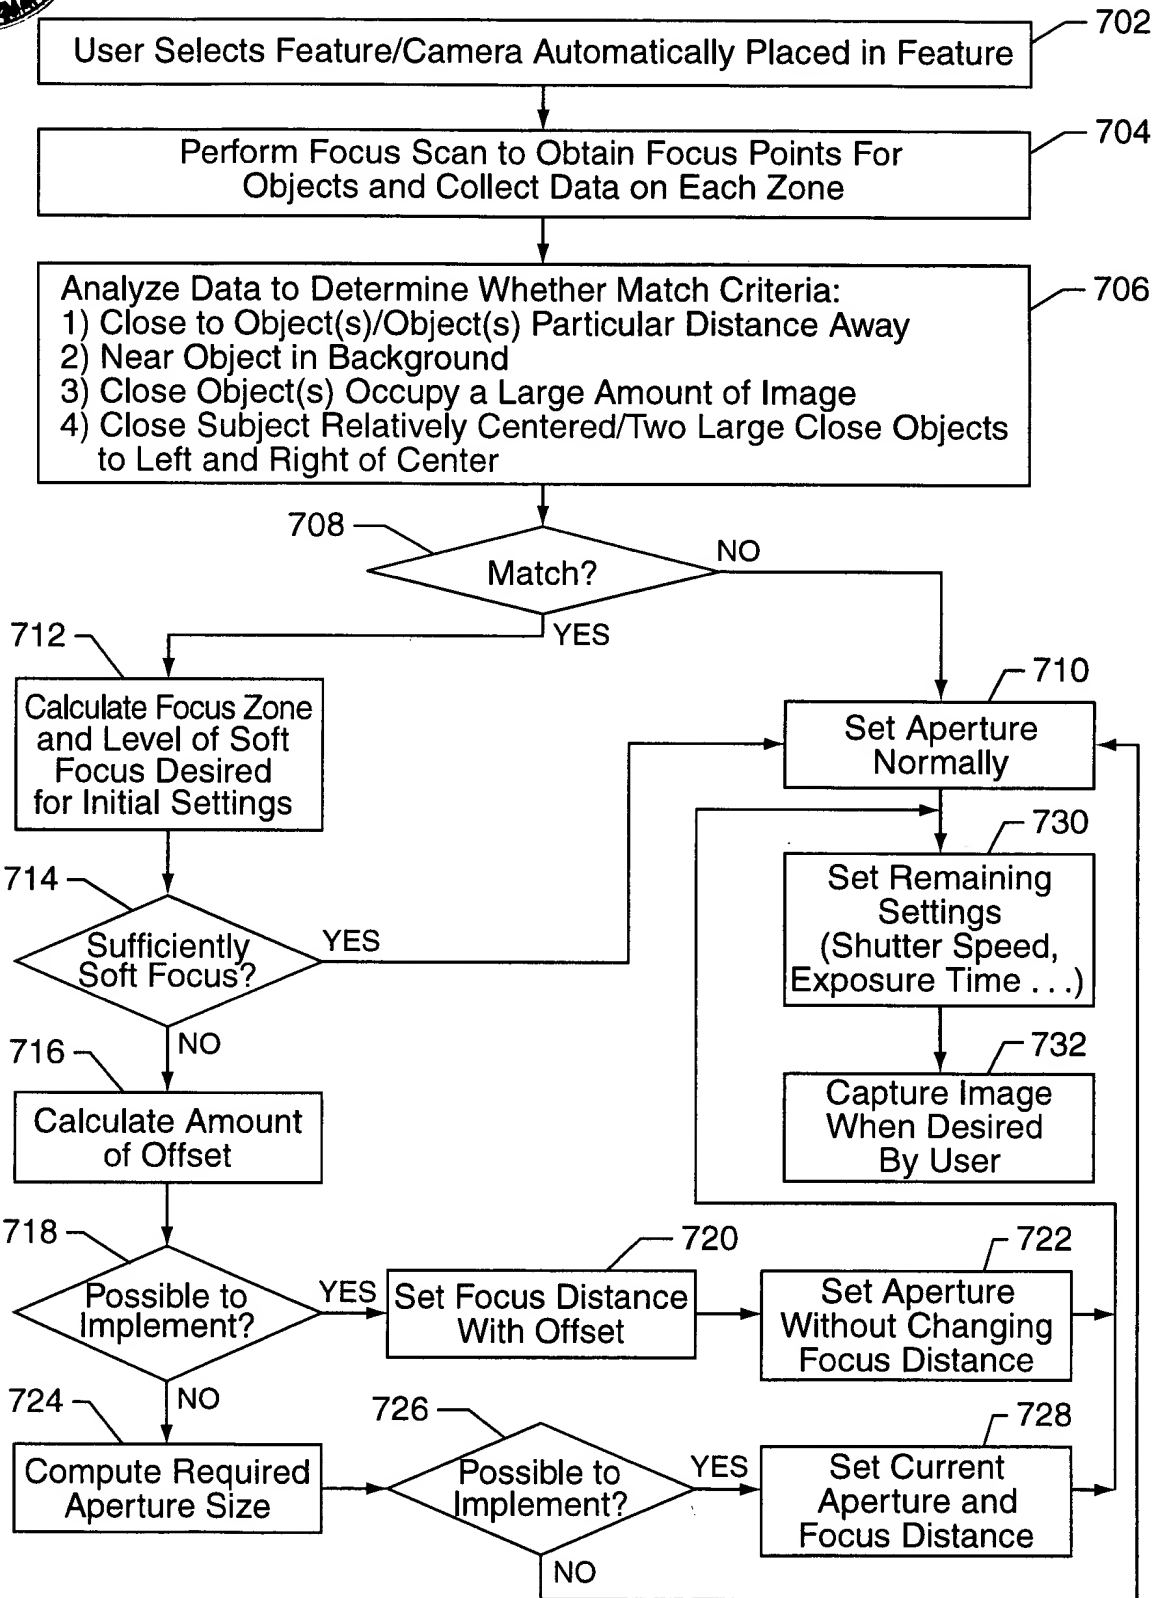 702
User Selects Feature/Camera Automatically Placed in Feature
704
Perform Focus Scan to Obtain Focus Points For
Objects and Collect Data on Each Zone
706
Analyze Data to Determine Whether Match Criteria:
1) Close to Object(s)/Object(s) Particular Distance Away
2) Near Object in Background
3) Close Object(s) Occupy a Large Amount of Image
4) Close Subject Relatively Centered/Two Large Close Objects
to Left and Right of Center
708
Match?
NO
YES
712
Calculate Focus Zone
and Level of Soft
Focus Desired
for Initial Settings
710
Set Aperture
Normally
714
Sufficiently
Soft Focus?
YES
NO
730
Set Remaining
Settings
(Shutter Speed,
Exposure Time . . .)
732
Capture Image
When Desired
By User
716
Calculate Amount
of Offset
718
Possible to
Implement?
YES
NO
720
Set Focus Distance
With Offset
722
Set Aperture
Without Changing
Focus Distance
724
Compute Required
Aperture Size
726
Possible to
Implement?
YES
NO
728
Set Current
Aperture and
Focus Distance